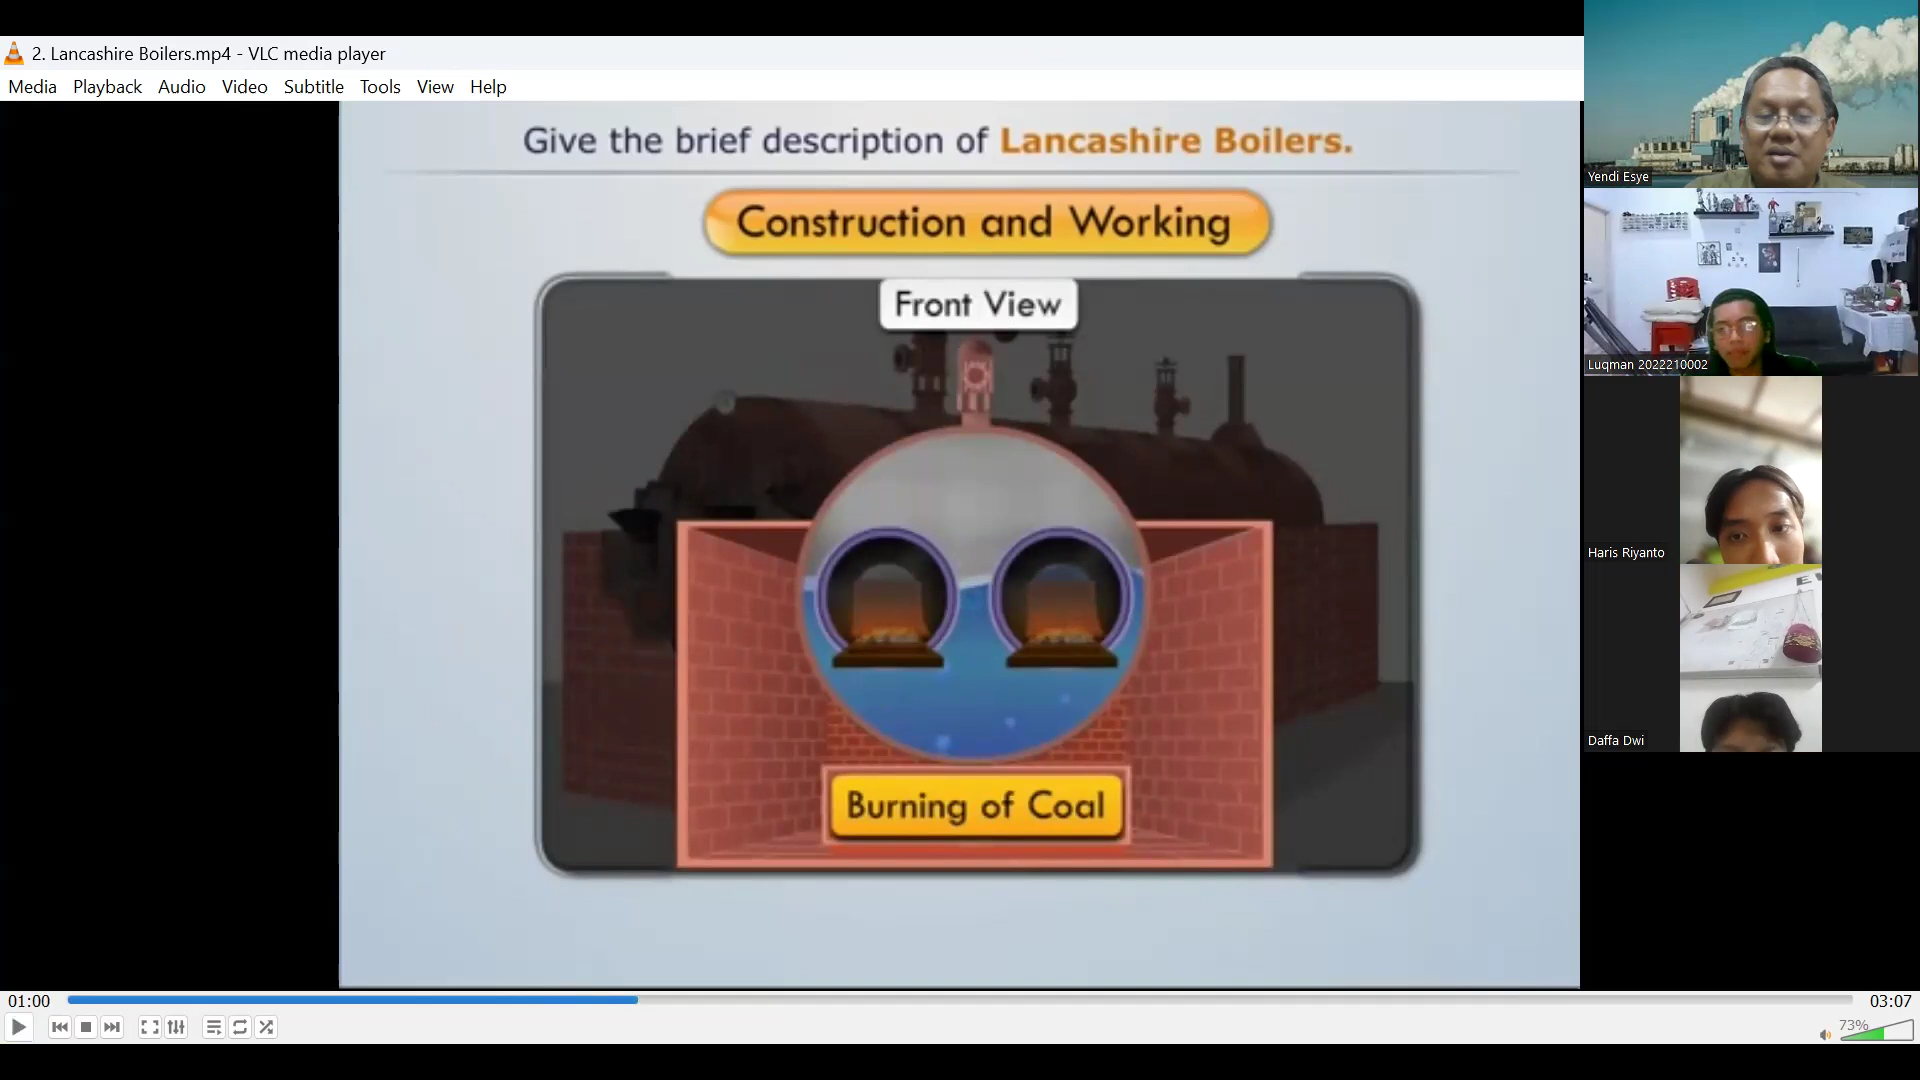 2. Lancashire Boilers.mp4 - VLC media player
Media Playback Audio Video Subtitle Tools View Help
Give the brief description of Lancashire Boilers.
Construction and Working
Front View
Burning of Coal
01:00
03:07
73%
Yendi Esye
Luqman 2022210002
Haris Riyanto
Daffa Dwi